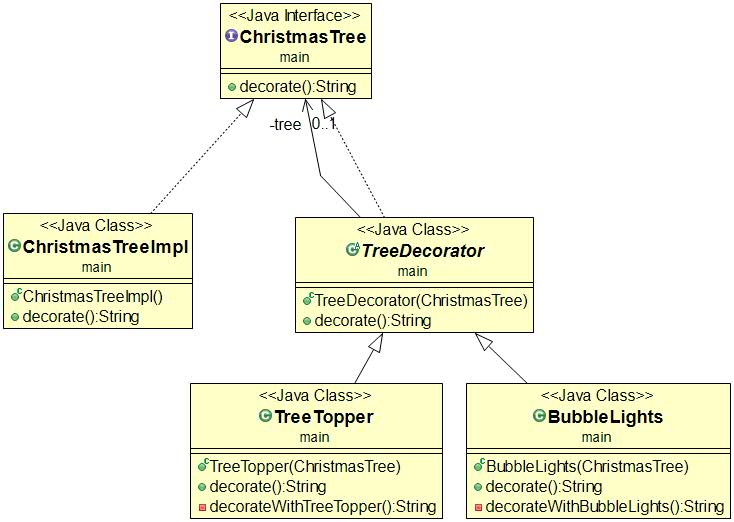 <<Java Interface>>
ChristmasTree
main
decorate():String
-tree 0..1
<<Java Class>>
ChristmasTreeImpl
main
ChristmasTreeImpl()
decorate():String
<<Java Class>>
TreeDecorator
main
TreeDecorator(ChristmasTree)
decorate():String
<<Java Class>>
TreeTopper
main
TreeTopper(ChristmasTree)
decorate():String
decorateWithTreeTopper():String
<<Java Class>>
BubbleLights
main
BubbleLights(ChristmasTree)
decorate():String
decorateWithBubbleLights():String